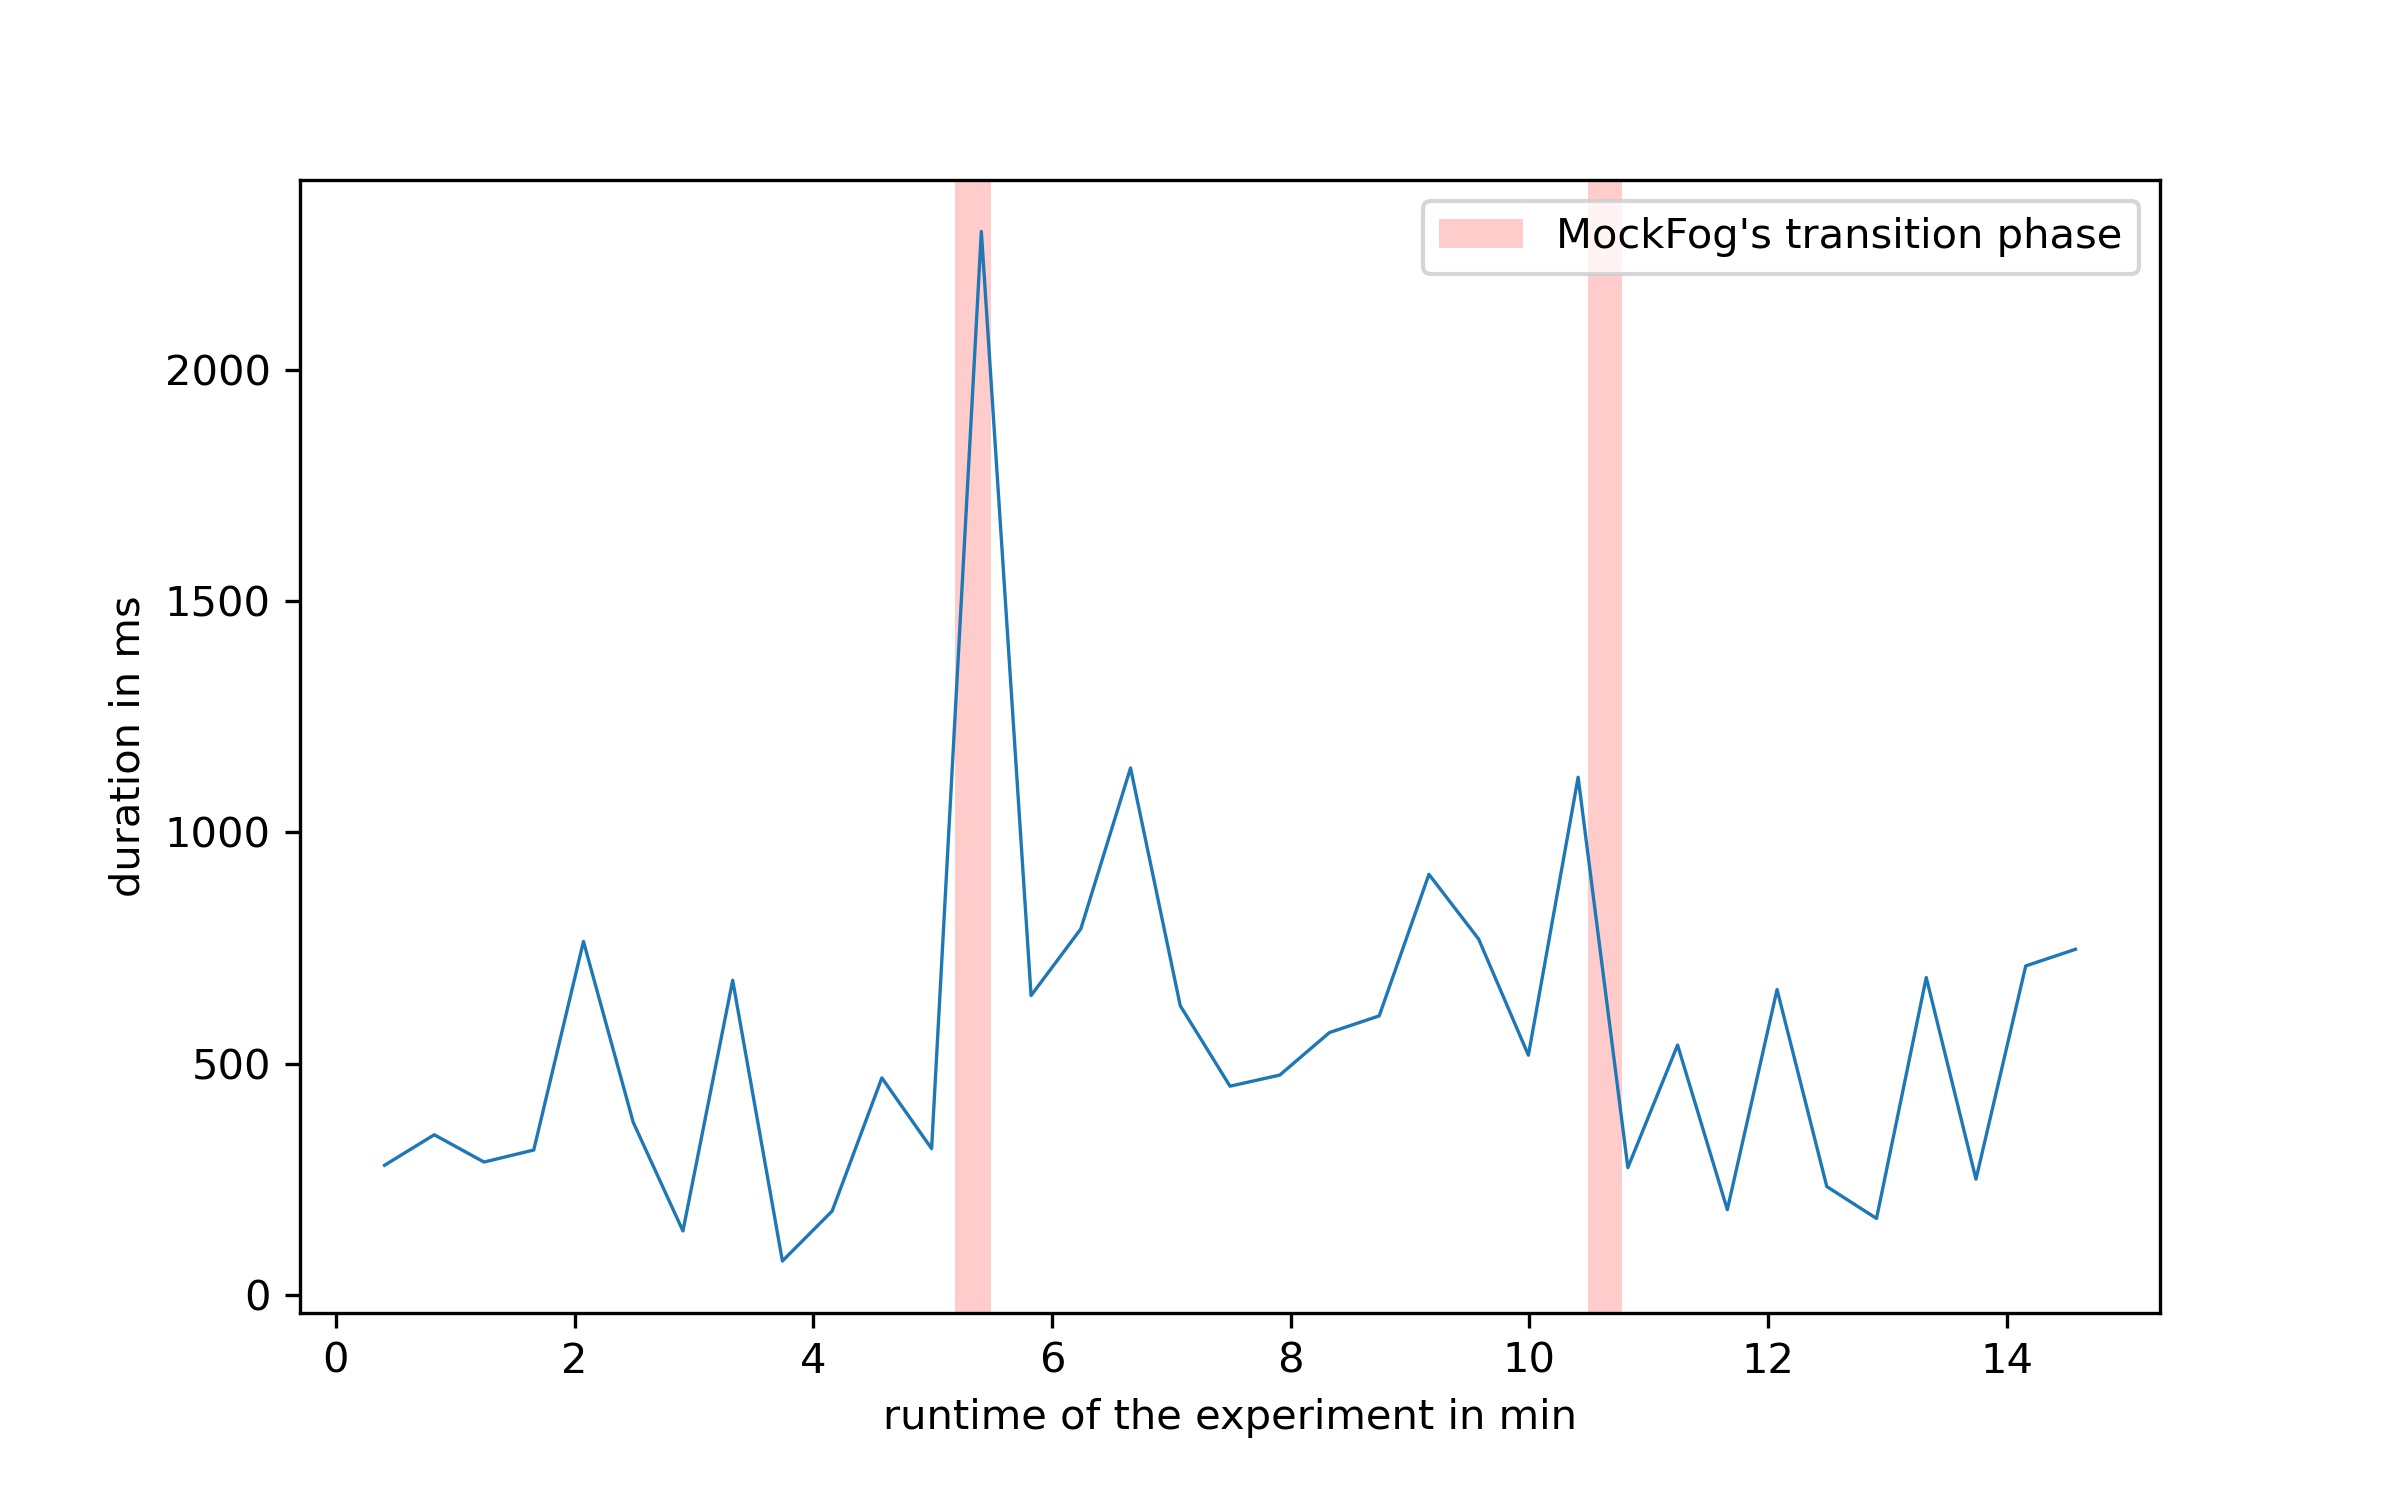 MockFog's transition phase
2000
1500
1000
500
0
duration in ms
0 2 4 6 8 10 12 14
runtime of the experiment in min